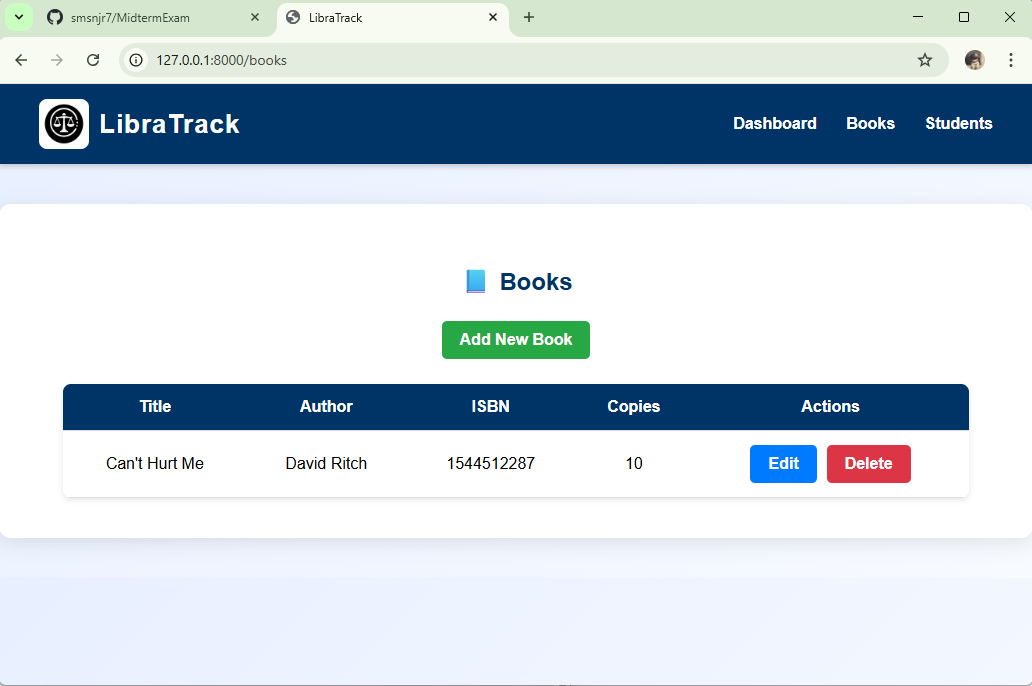 smsnjr7/MidtermExam
LibraTrack
127.0.0.1:8000/books
LibraTrack
Dashboard Books Students
Books
Add New Book
Title Author ISBN Copies Actions
Can't Hurt Me David Ritch 1544512287 10 Edit Delete